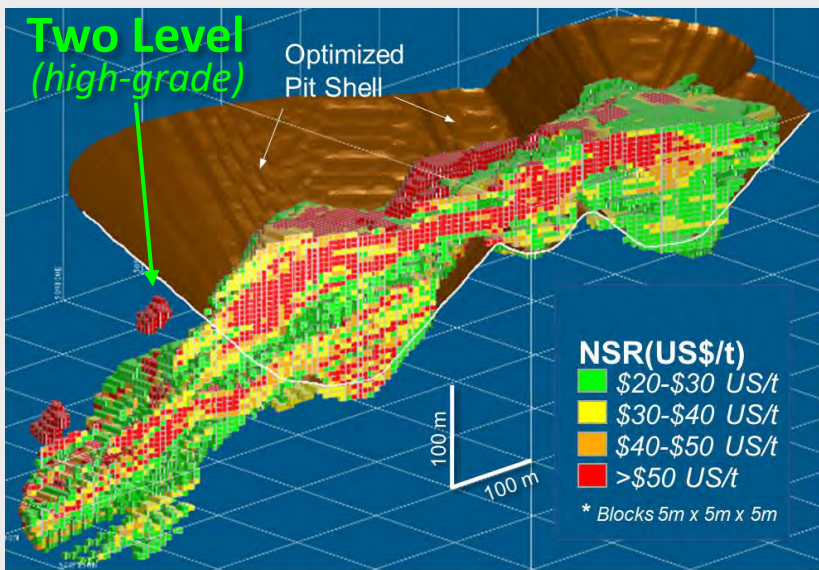 Two Level
(high-grade)
Optimized
Pit Shell
100 m
100 m
NSR(US$/t)
$20-$30 US/t
$30-$40 US/t
$40-$50 US/t
>$50 US/t
* Blocks 5m x 5m x 5m